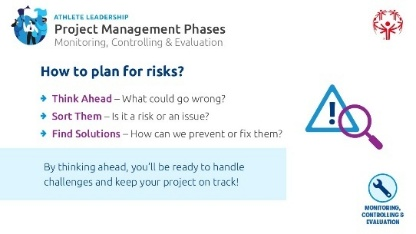 ATHLETE LEADERSHIP
Project Management Phases
Monitoring, Controlling & Evaluation
How to plan for risks?
Think Ahead – What could go wrong?
Sort Them – Is it a risk or an issue?
Find Solutions – How can we prevent or fix them?
By thinking ahead, you'll be ready to handle
challenges and keep your project on track!
MONITORING,
CONTROLLING &
EVALUATION